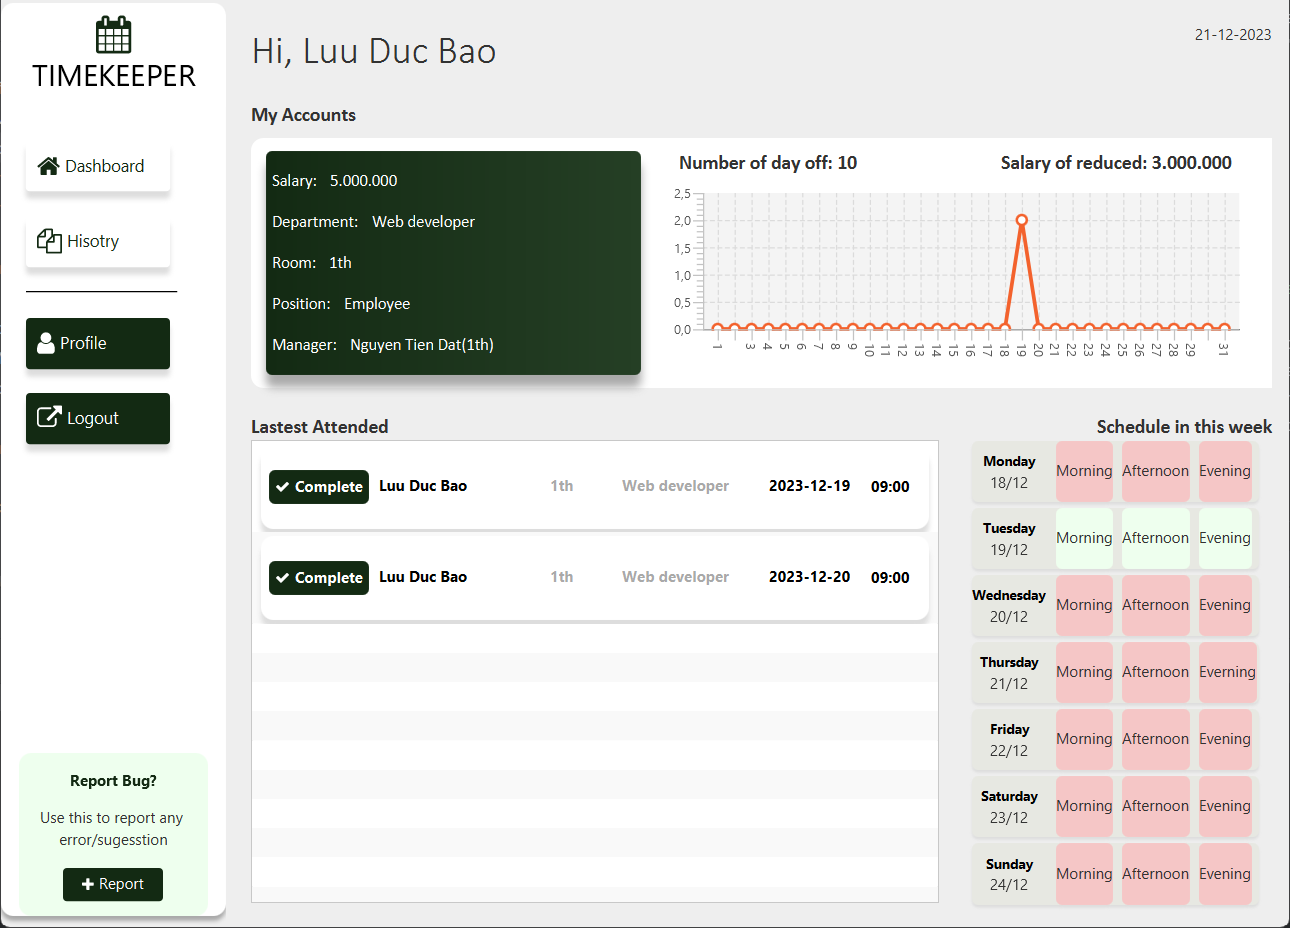 TIMEKEEPER
Dashboard
Hisotry
Profile
Logout
Report Bug?
Use this to report any
error/sugesstion
Report
Hi, Luu Duc Bao
21-12-2023
My Accounts
Salary: 5.000.000
Department: Web developer
Room: 1th
Position: Employee
Manager: Nguyen Tien Dat(1th)
Number of day off: 10
Salary of reduced: 3.000.000
2,5
2,0
1,5
1,0
0,5
0,0
1 3 4 5 6 7 8 9 10 11 12 13 14 15 16 17 18 19 20 21 22 23 24 25 26 27 28 29 31
Lastest Attended
Complete Luu Duc Bao 1th Web developer 2023-12-19 09:00
Complete Luu Duc Bao 1th Web developer 2023-12-20 09:00
Schedule in this week
Monday
18/12
Morning Afternoon Evening
Tuesday
19/12
Morning Afternoon Evening
Wednesday
20/12
Morning Afternoon Evening
Thursday
21/12
Morning Afternoon Everning
Friday
22/12
Morning Afternoon Evening
Saturday
23/12
Morning Afternoon Evening
Sunday
24/12
Morning Afternoon Evening